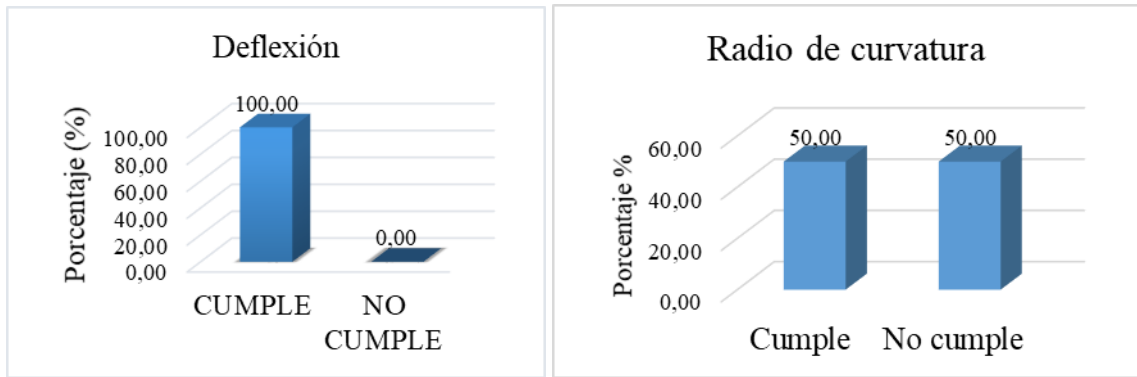 Deflexión
Porcentaje (%)
100,00
80,00
60,00
40,00
20,00
0,00
100,00
0,00
CUMPLE
NO
CUMPLE
Radio de curvatura
Porcentaje %
60,00
40,00
20,00
0,00
50,00
50,00
Cumple
No cumple